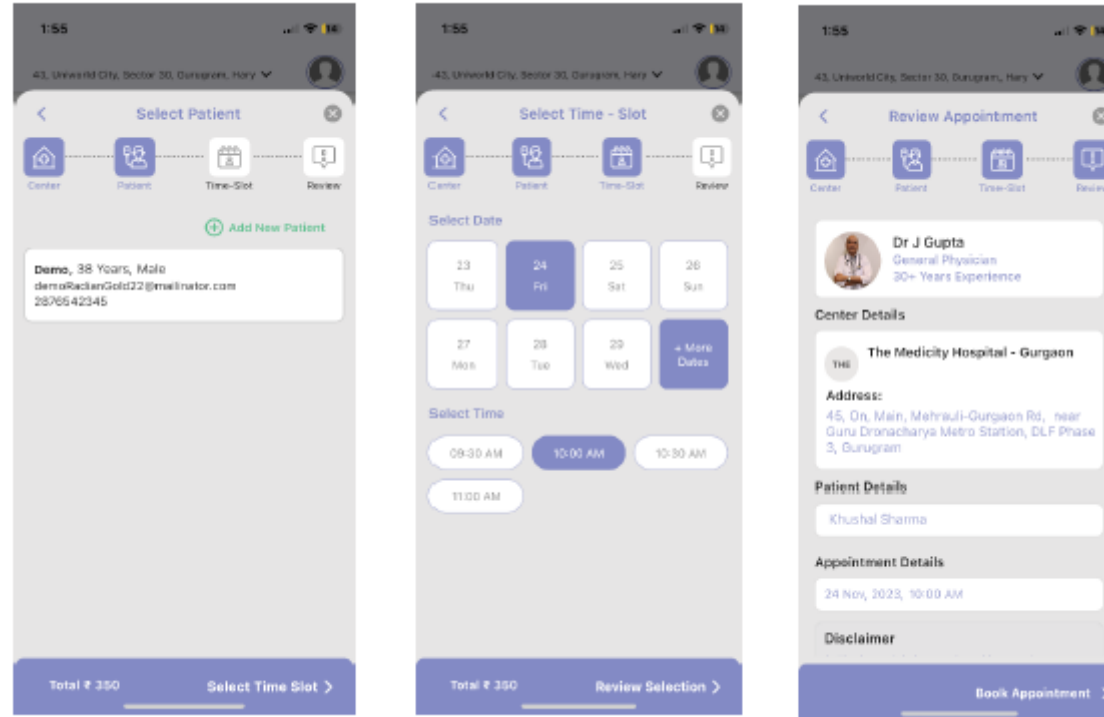 1:55
43, Uniworld City, Sector 30, Gurugram, Hary
Select Patient
Center
Patient
Time-Slot
Review
Add New Patient
Demo, 38 Years, Male
demoRadianGold22@mailinator.com
2876542345
Total ₹ 350
Select Time Slot >
1:55
43, Uniworld City, Sector 30, Gurugram, Hary
Select Time - Slot
Center
Patient
Time-Slot
Review
Select Date
23
Thu
24
Fri
25
Sat
26
Sun
27
Mon
28
Tue
29
Wed
+ More
Dates
Select Time
09:30 AM
10:00 AM
10:30 AM
11:00 AM
Total ₹ 350
Review Selection >
1:55
43, Uniworld City, Sector 30, Gurugram, Hary
Review Appointment
Center
Patient
Time-Slot
Review
Dr J Gupta
General Physician
30+ Years Experience
Center Details
THE
The Medicity Hospital - Gurgaon
Address:
45, On, Main, Mehrauli-Gurgaon Rd, near
Guru Dronacharya Metro Station, DLF Phase
3, Gurugram
Patient Details
Khushal Sharma
Appointment Details
24 Nov, 2023, 10:00 AM
Disclaimer
Book Appointment